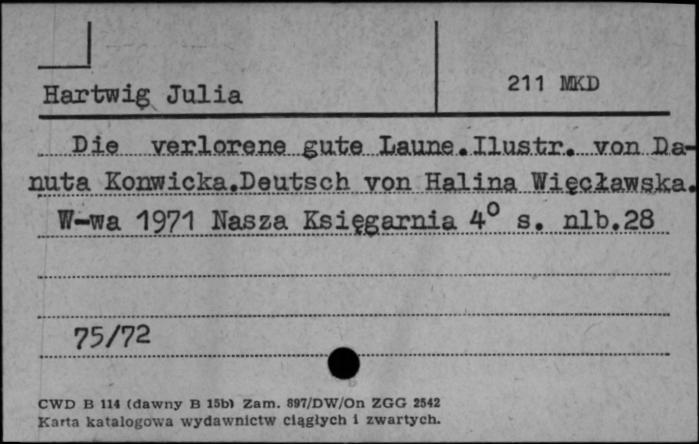 Hartwig Julia
211 MKD
Die verlorene gute Laune.Ilustr. von Da-
nuta Konwicka.Deutsch von Halina Więcławska.
W-wa 1971 Nasza Księgarnia 4° s. nlb.28
75/72
CWD B 114 (dawny B 15b) Zam. 897/DW/On ZGG 2542
Karta katalogowa wydawnictw ciągłych i zwartych.